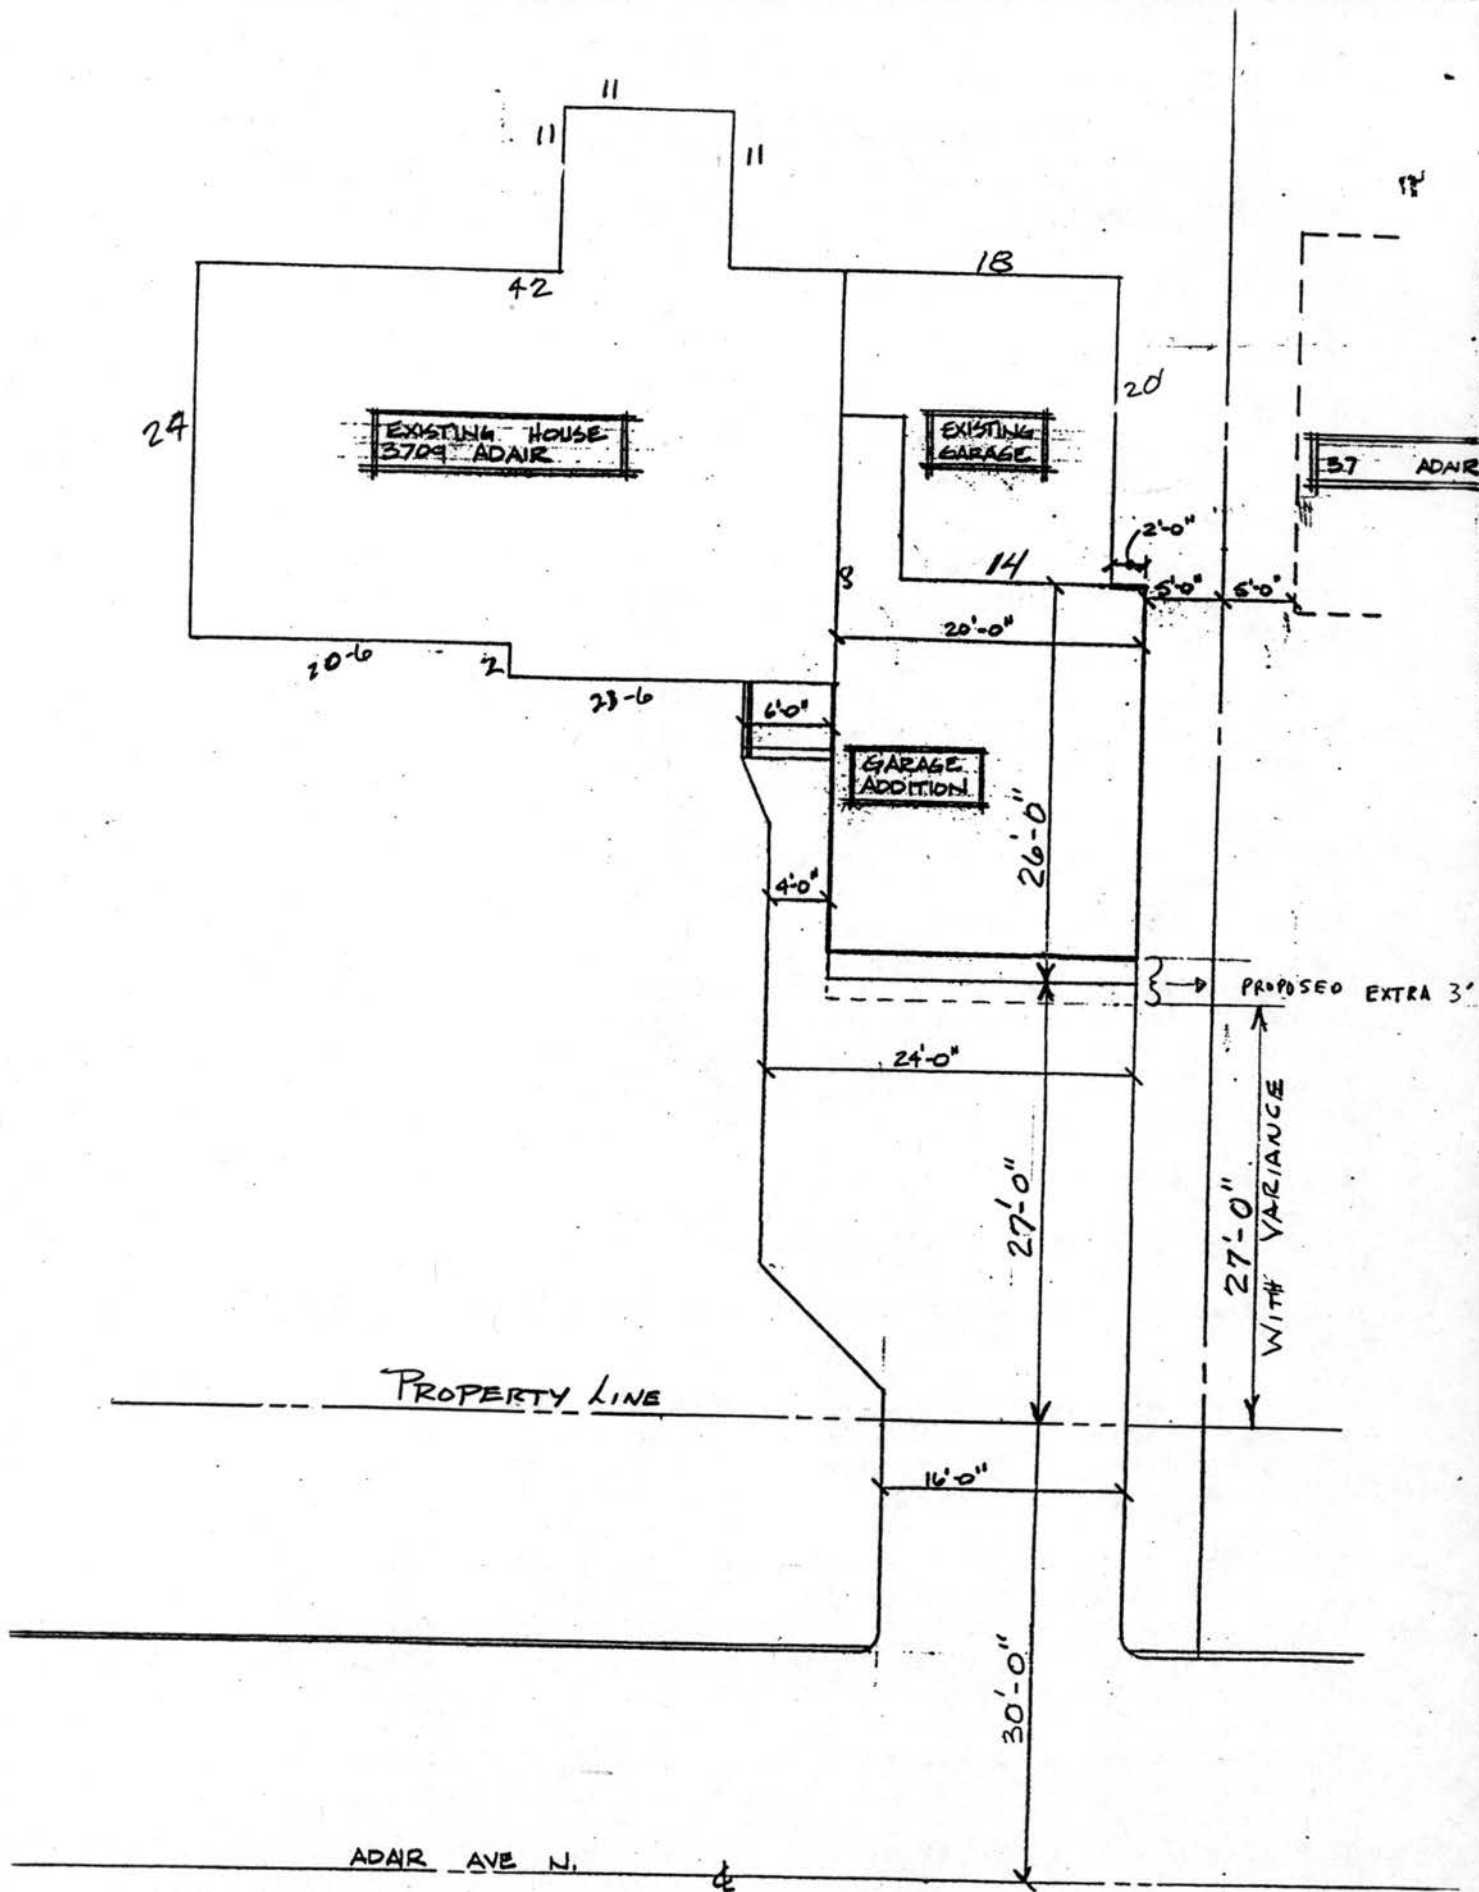 11
11
11
18
42
20'
24
EXISTING HOUSE
3709 ADAIR
EXISTING
GARAGE
37 ADAIR
2'-0"
14
8
5'-0"
5'-0"
20'-0"
20-6
2
23-6
6'-0"
GARAGE
ADDITION
26'-0"
4'-0"
PROPOSED EXTRA 3'
24'-0"
27'-0"
27'-0"
WITH VARIANCE
PROPERTY LINE
16'-0"
30'-0"
ADAIR AVE N.